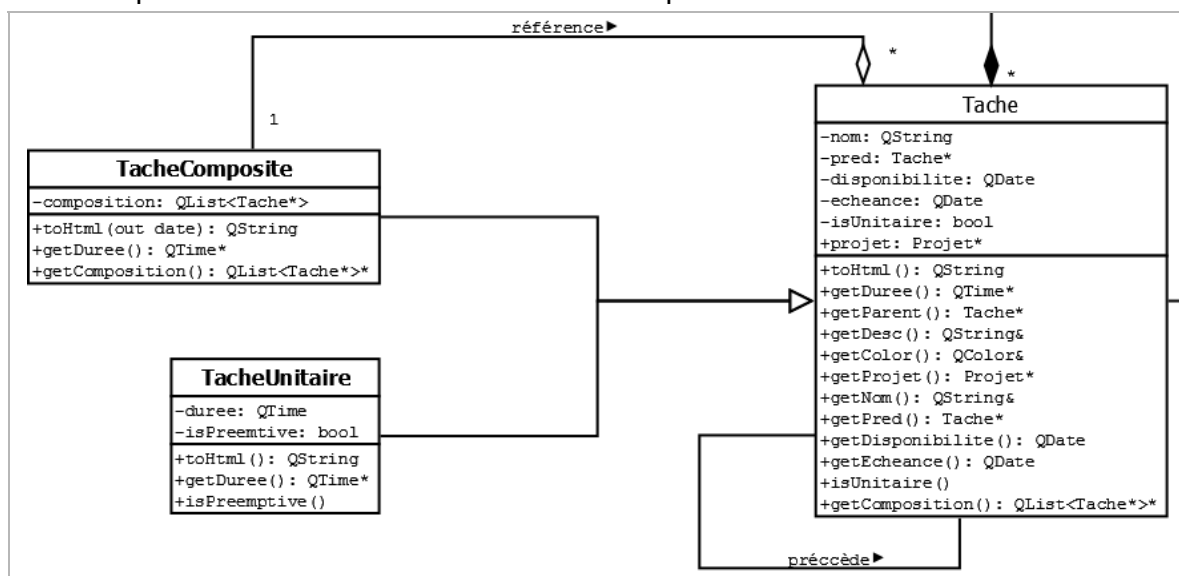 référence►
*
*
1
TacheComposite
-composition: QList<Tache*>
+toHtml(out date): QString
+getDuree(): QTime*
+getComposition(): QList<Tache*>*
TacheUnitaire
-duree: QTime
-isPreemtive: bool
+toHtml(): QString
+getDuree(): QTime*
+isPreemptive()
Tache
-nom: QString
-pred: Tache*
-disponibilite: QDate
-echeance: QDate
-isUnitaire: bool
+projet: Projet*
+toHtml(): QString
+getDuree(): QTime*
+getParent(): Tache*
+getDesc(): QString&
+getColor(): QColor&
+getProjet(): Projet*
+getNom(): QString&
+getPred(): Tache*
+getDisponibilite(): QDate
+getEcheance(): QDate
+isUnitaire()
+getComposition(): QList<Tache*>*
préccède►